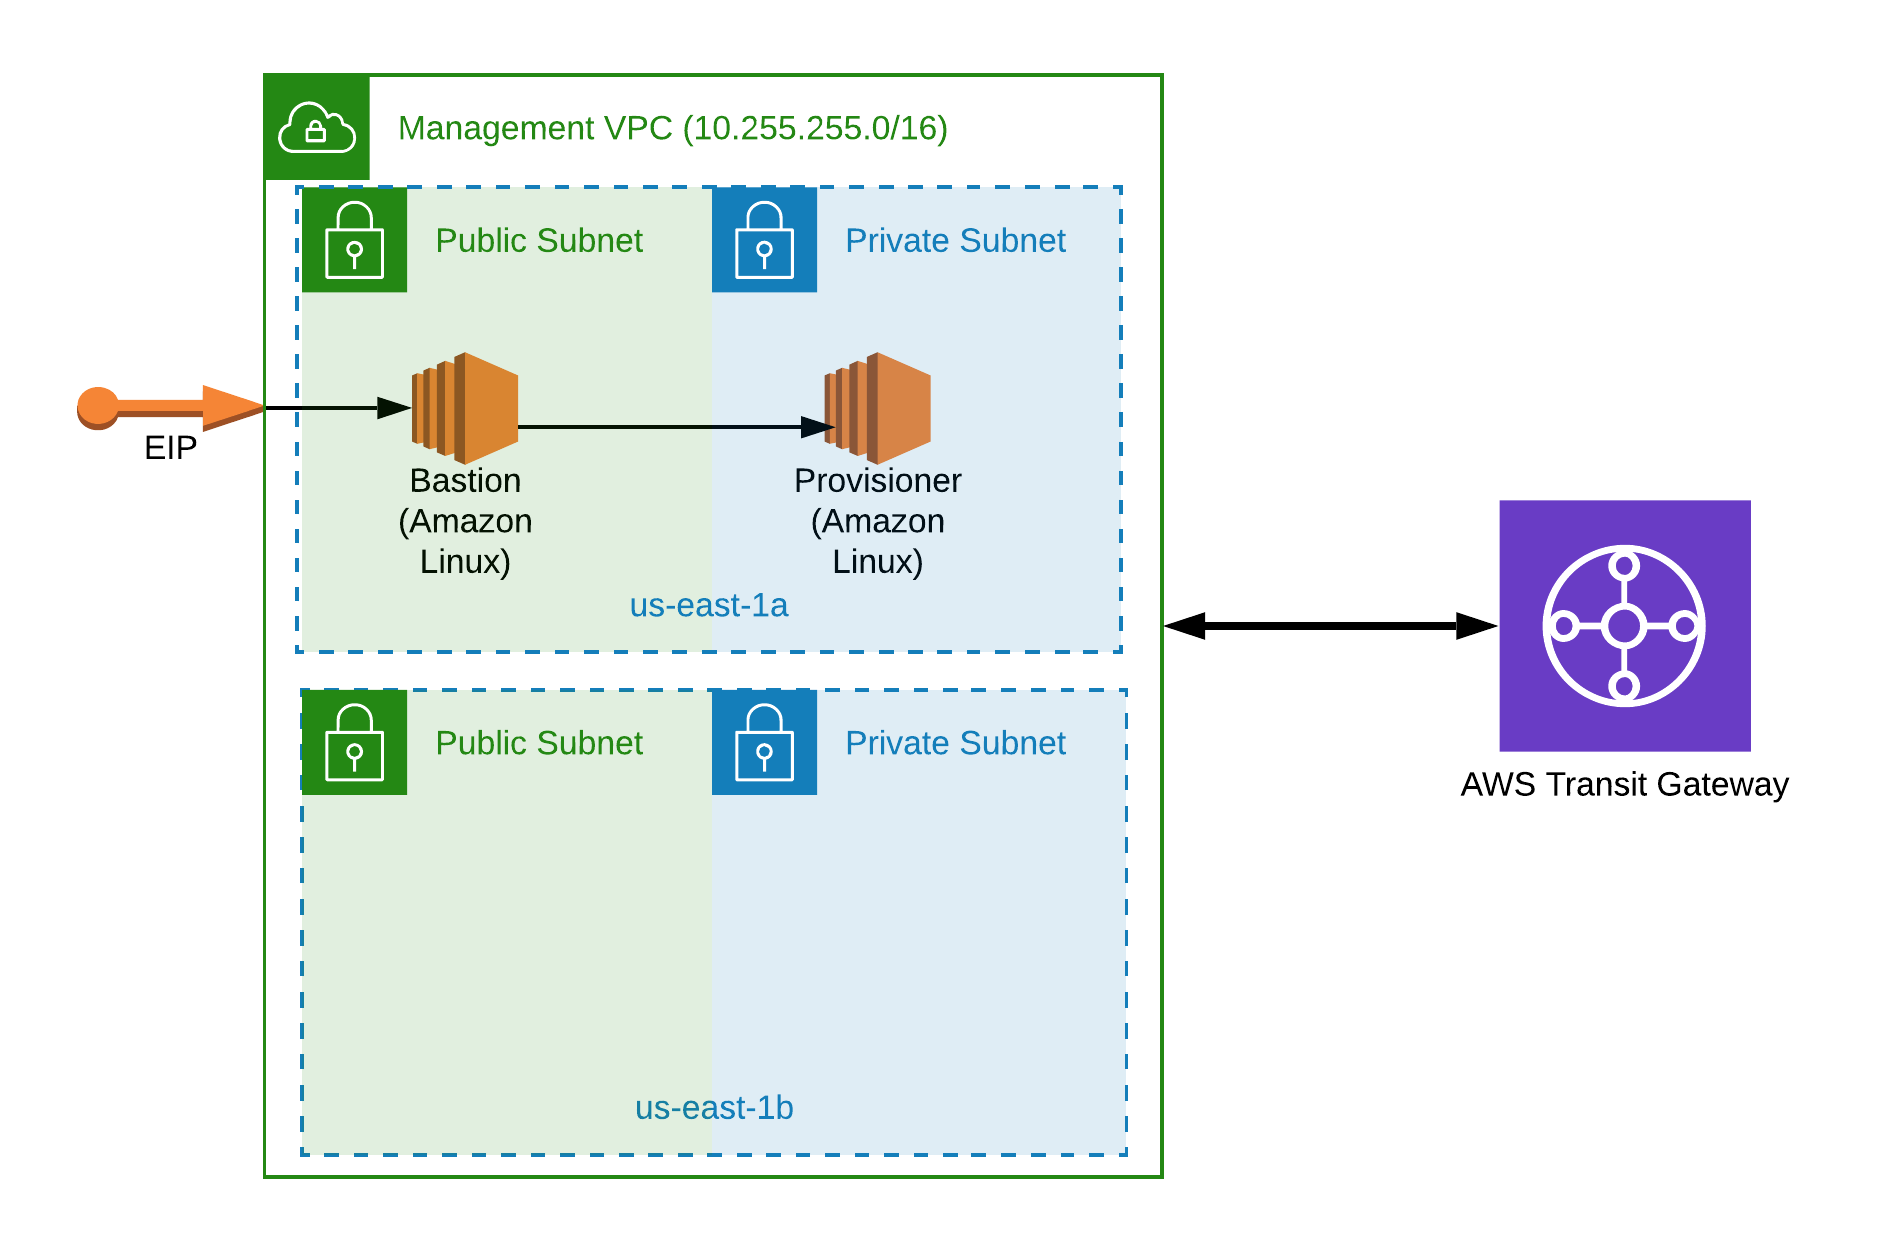 Management VPC (10.255.255.0/16)
Public Subnet
Private Subnet
EIP
Bastion
(Amazon
Linux)
Provisioner
(Amazon
Linux)
us-east-1a
AWS Transit Gateway
Public Subnet
Private Subnet
us-east-1b